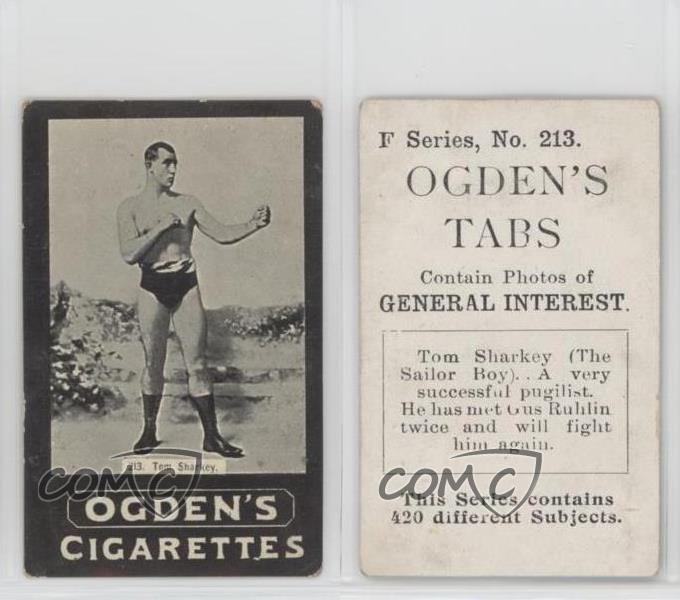 213. Tom Sharkey.
OGDEN'S
CIGARETTES
COMC
F Series, No. 213.
OGDEN'S
TABS
Contain Photos of
GENERAL INTEREST.
Tom Sharkey (The
Sailor Boy). . A very
successful pugilist.
He has met Gus Ruhlin
twice and will fight
him again.
This Series contains
420 different Subjects.
COMC